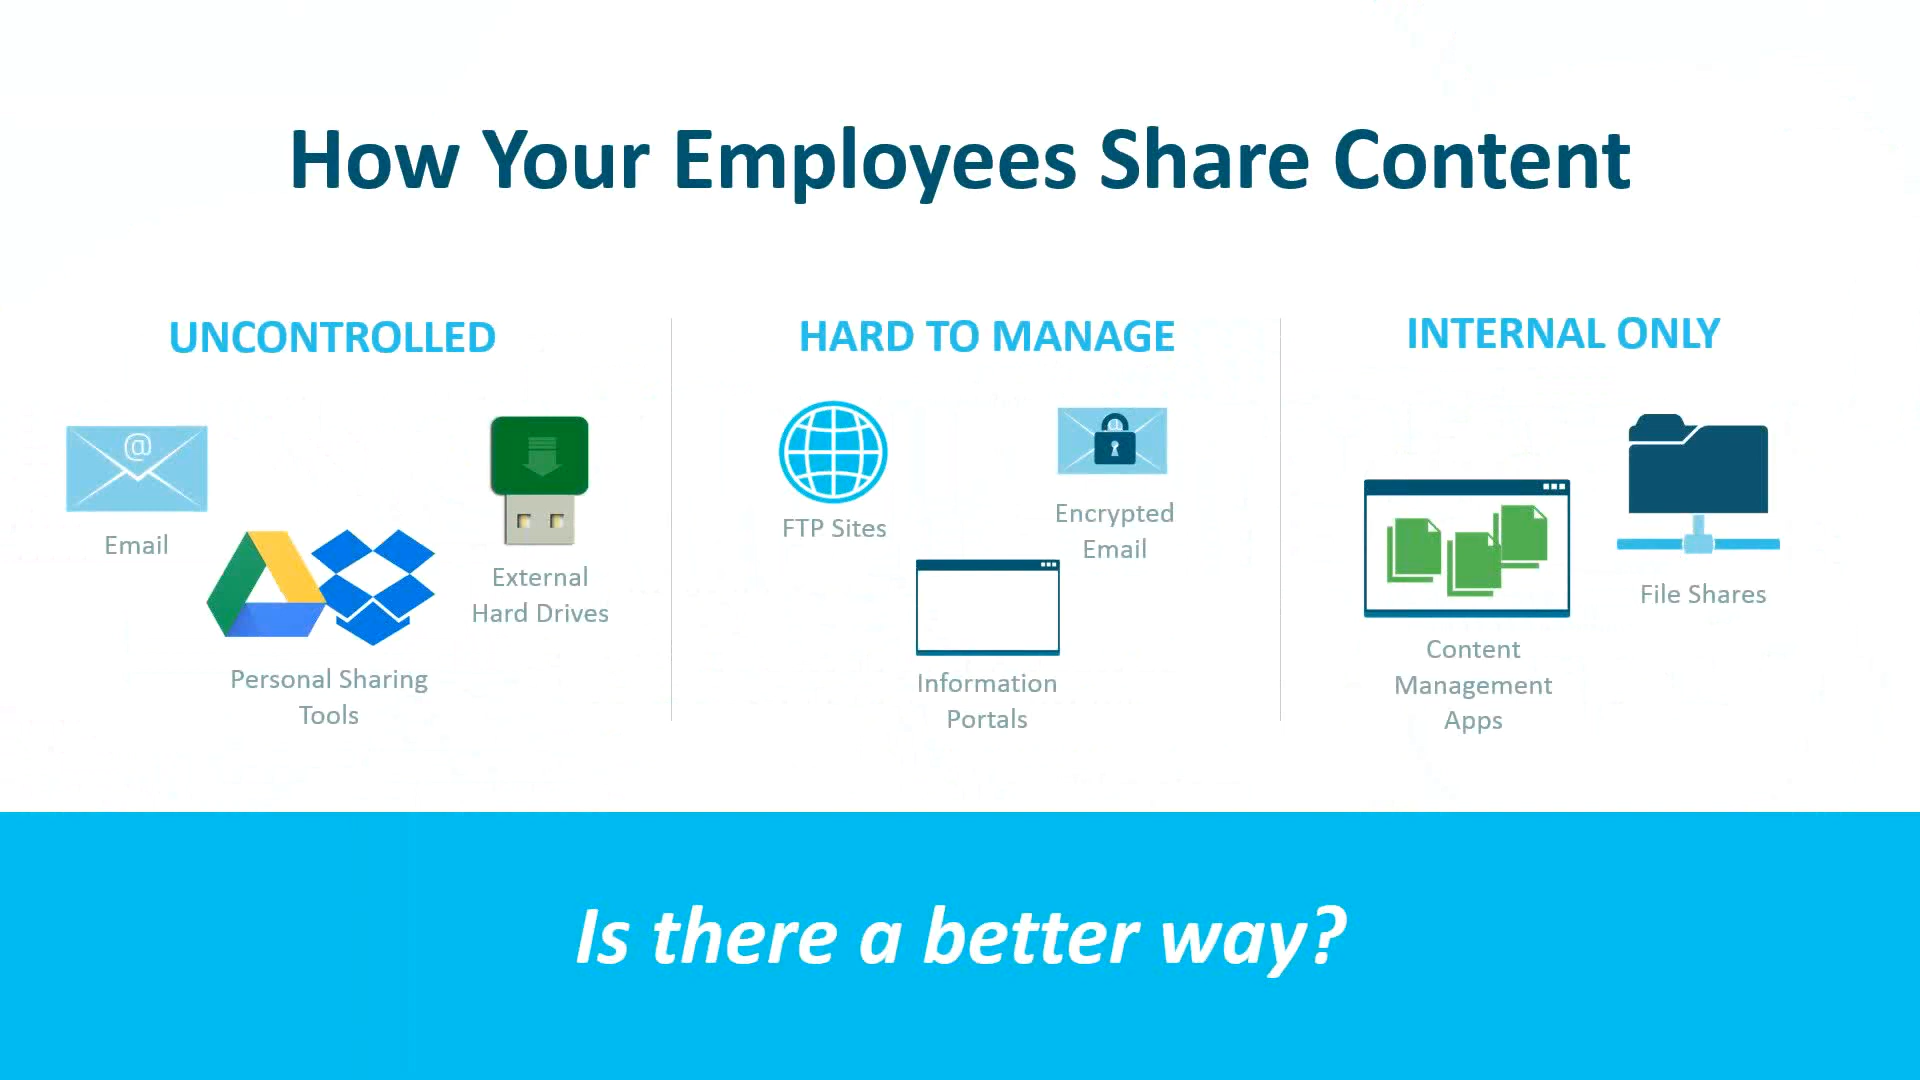 How Your Employees Share Content
UNCONTROLLED
@
Email
Personal Sharing
Tools
External
Hard Drives
HARD TO MANAGE
FTP Sites
@
Encrypted
Email
Information
Portals
INTERNAL ONLY
Content
Management
Apps
File Shares
Is there a better way?